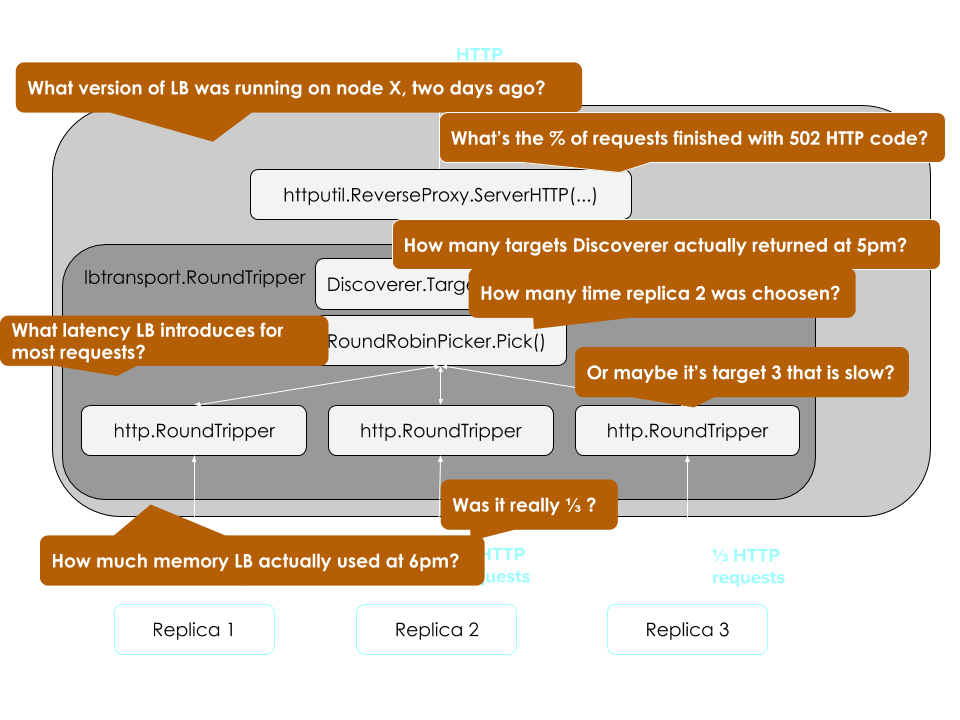 HTTP
What version of LB was running on node X, two days ago?
What's the % of requests finished with 502 HTTP code?
httputil.ReverseProxy.ServerHTTP(...)
How many targets Discoverer actually returned at 5pm?
lbtransport.RoundTripper
Discoverer.Targe
How many time replica 2 was choosen?
What latency LB introduces for
most requests?
RoundRobinPicker.Pick()
Or maybe it's target 3 that is slow?
http.RoundTripper
http.RoundTripper
http.RoundTripper
Was it really ⅓ ?
How much memory LB actually used at 6pm?
HTTP
uests
⅓ HTTP
requests
Replica 1
Replica 2
Replica 3